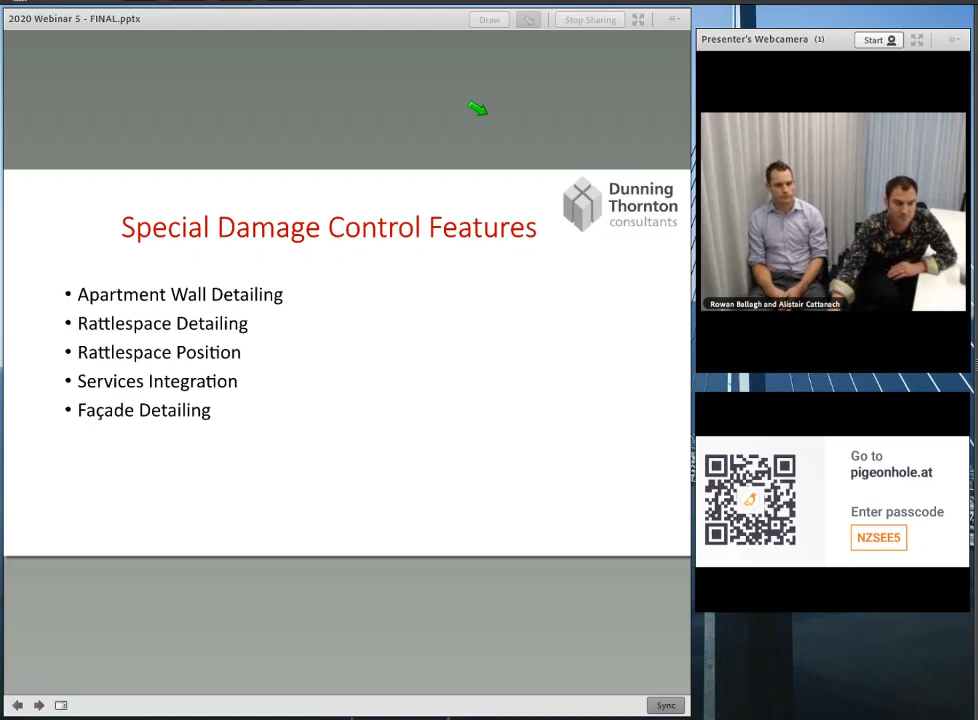 2020 Webinar 5 - FINAL.pptx
Draw
Stop Sharing
Dunning
Thornton
consultants
Special Damage Control Features
• Apartment Wall Detailing
• Rattlespace Detailing
• Rattlespace Position
• Services Integration
• Façade Detailing
Sync
Presenter's Webcamera (1)
Start
Rowan Ballagh and Alistair Cattanach
Go to
pigeonhole.at
Enter passcode
NZSEE5